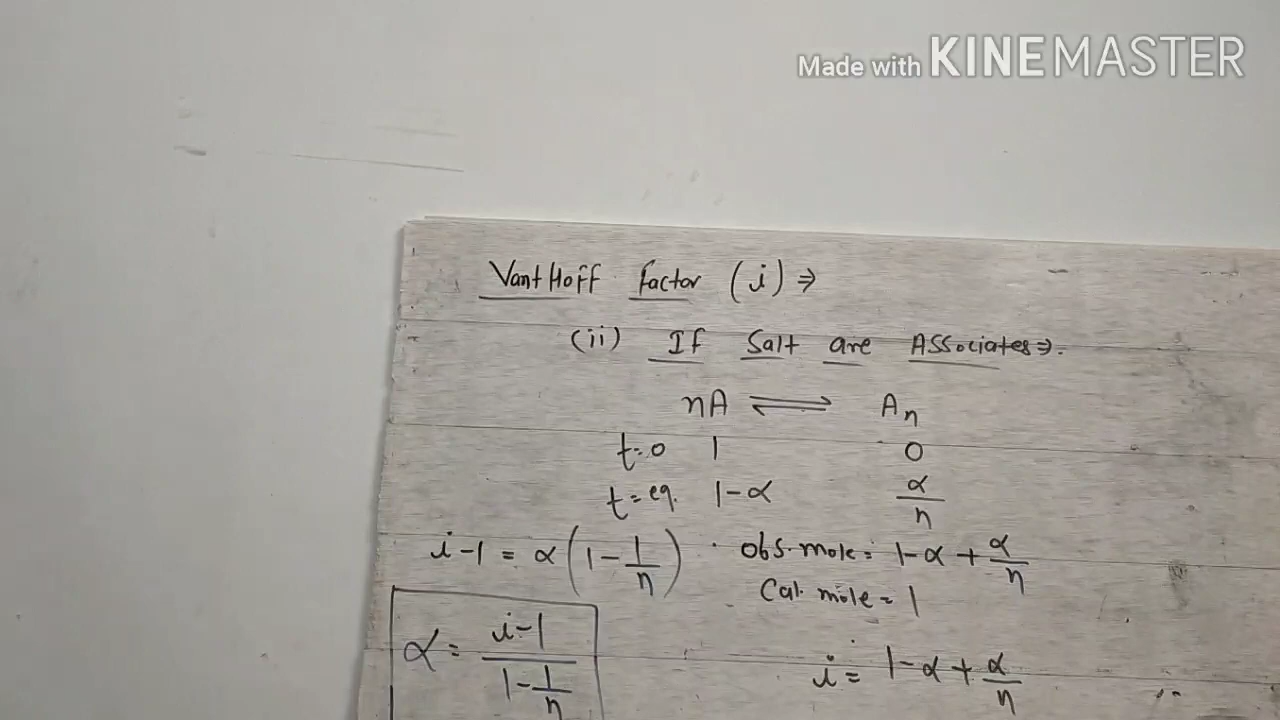 Made with KINEMASTER
Vant Hoff Factor (i) ⇒
(ii) If Salt are Associates ⇒.
nA ⇌ An
t=0 1 0
t=eq. 1-α α/n
i-1 = α(1-1/n) · obs. mole = 1-α+α/n
Cal. mole = 1
α = i-1/1-1/n
i = 1-α+α/n